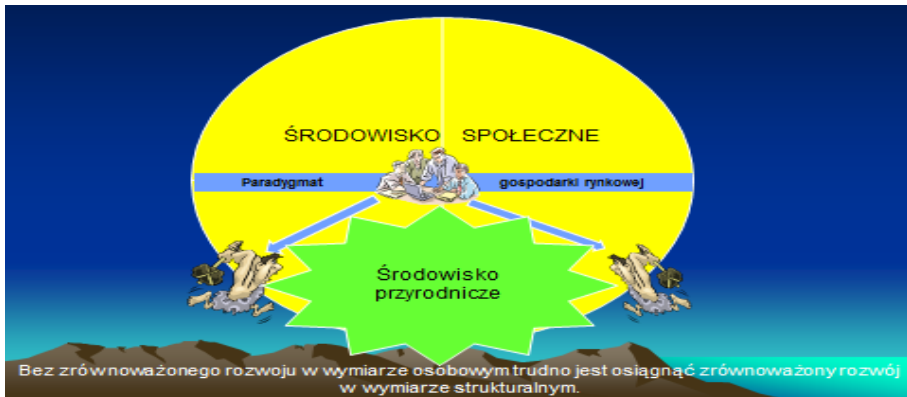 ŚRODOWISKO SPOŁECZNE
Paradygmat gospodarki rynkowej
Środowisko
przyrodnicze
Bez zrównoważonego rozwoju w wymiarze osobowym trudno jest osiągnąć zrównoważony rozwój
w wymiarze strukturalnym.